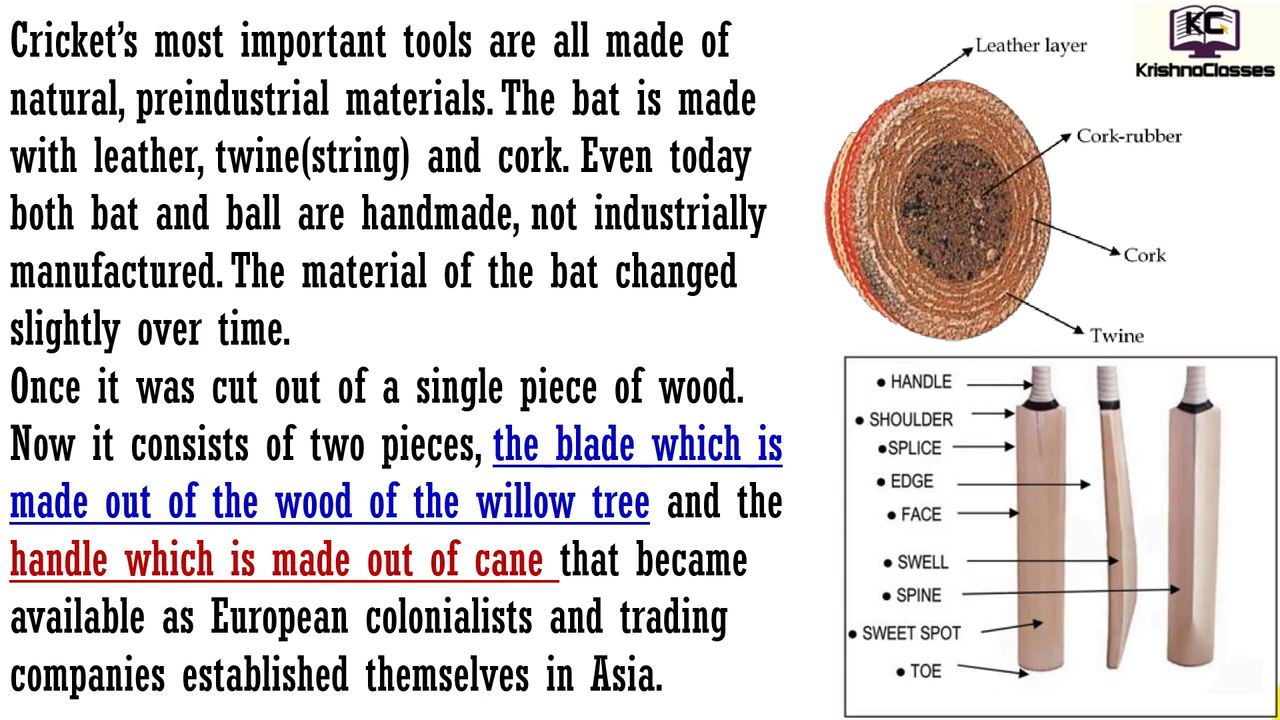 Cricket’s most important tools are all made of
natural, preindustrial materials. The bat is made
with leather, twine(string) and cork. Even today
both bat and ball are handmade, not industrially
manufactured. The material of the bat changed
slightly over time.
Once it was cut out of a single piece of wood.
Now it consists of two pieces, the blade which is
made out of the wood of the willow tree and the
handle which is made out of cane that became
available as European colonialists and trading
companies established themselves in Asia.
Leather layer
Cork-rubber
Cork
Twine
KC
KrishnaClasses
• HANDLE
• SHOULDER
•SPLICE
• EDGE
• FACE
• SWELL
• SPINE
• SWEET SPOT
• TOE